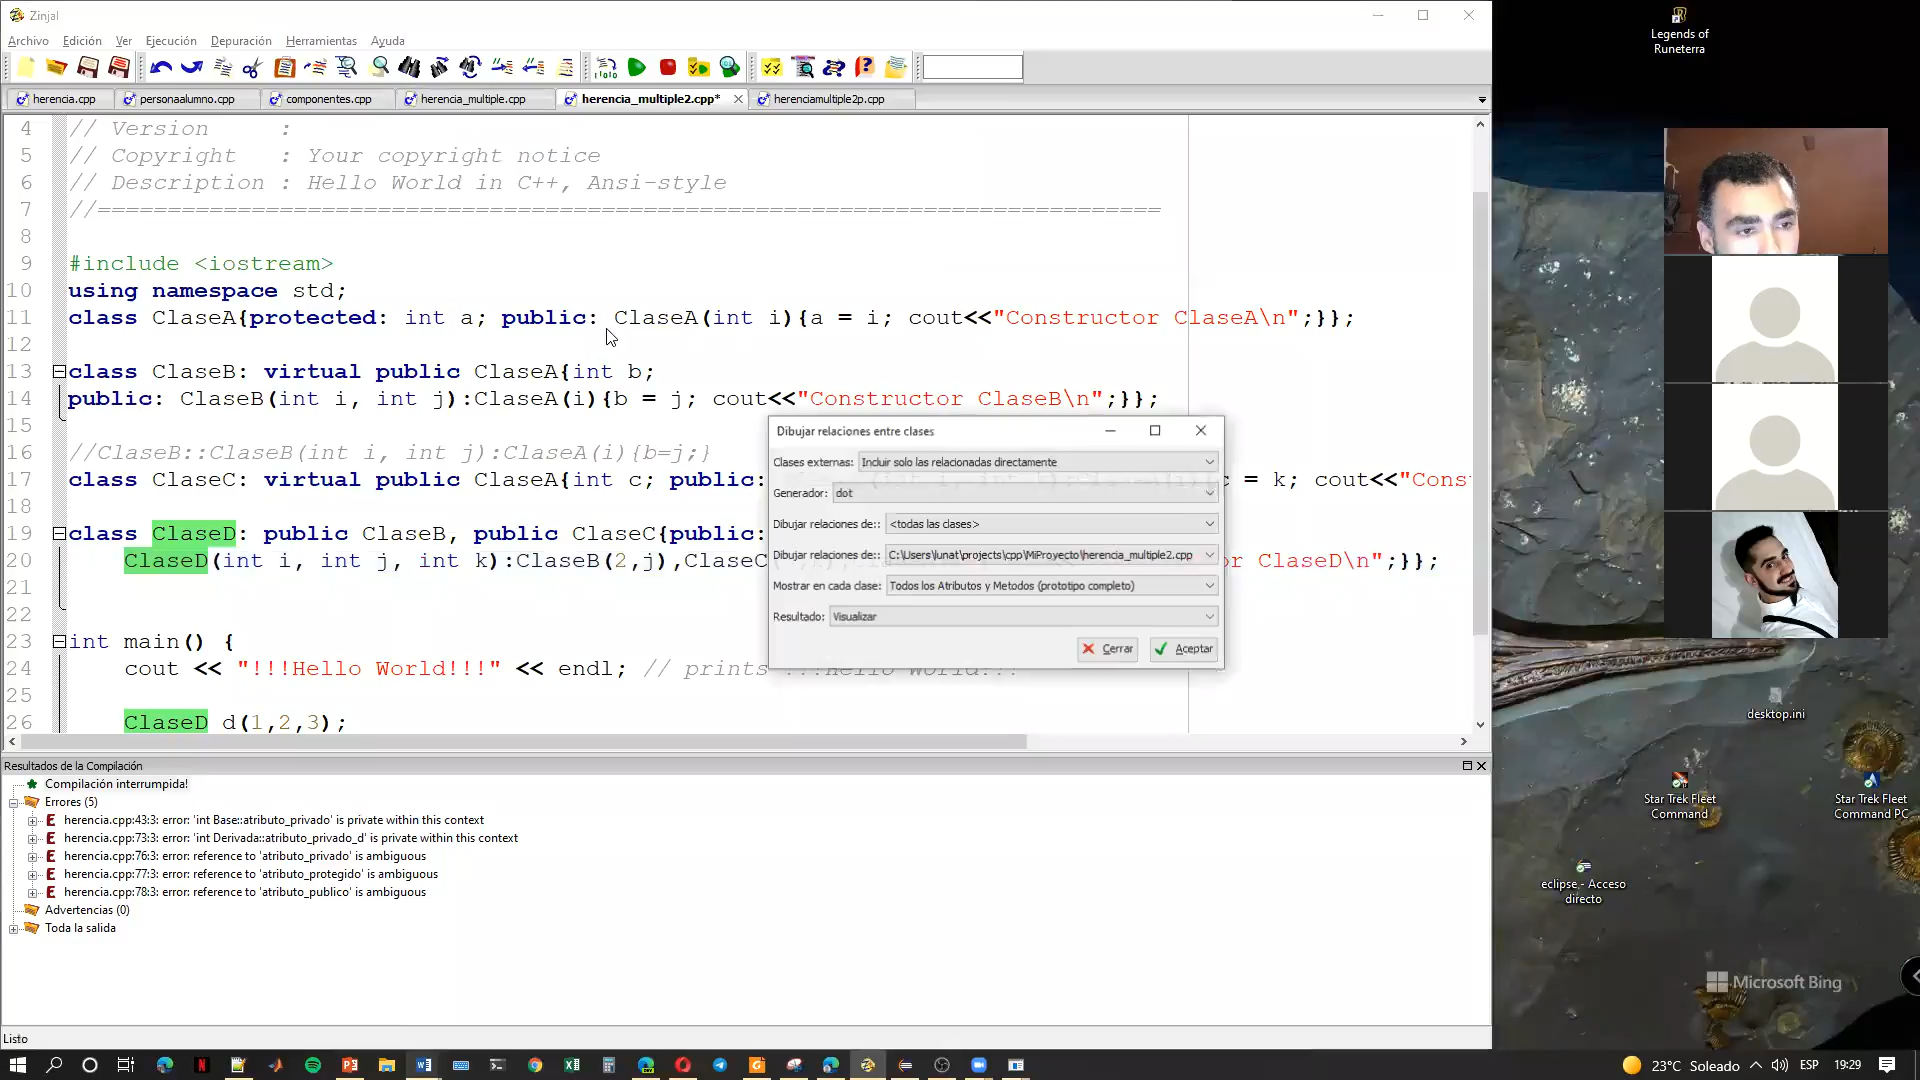 Zinjal
Archivo Edición Ver Ejecución Depuración Herramientas Ayuda
herencia.cpp personaalumno.cpp componentes.cpp herencia_multiple.cpp herencia_multiple2.cpp* herenciamultiple2p.cpp
4 // Version :
5 // Copyright : Your copyright notice
6 // Description : Hello World in C++, Ansi-style
7 //============================================================================
8
9 #include <iostream>
10 using namespace std;
11 class ClaseA{protected: int a; public: ClaseA(int i){a = i; cout<<"Constructor ClaseA\n";}};
12
13 class ClaseB: virtual public ClaseA{int b;
14 public: ClaseB(int i, int j):ClaseA(i){b = j; cout<<"Constructor ClaseB\n";}};
15
16 //ClaseB::ClaseB(int i, int j):ClaseA(i){b=j;}
17 class ClaseC: virtual public ClaseA{int c; public: = k; cout<<"Cons
18
19 class ClaseD: public ClaseB, public ClaseC{public:
20 ClaseD(int i, int j, int k):ClaseB(2,j),ClaseC or ClaseD\n";}};
21
22
23 int main() {
24 cout << "!!!Hello World!!!" << endl; // prints !!!Hello World!!!
25
26 ClaseD d(1,2,3);
Dibujar relaciones entre clases
Clases externas: Incluir solo las relacionadas directamente
Generador: dot
Dibujar relaciones de:: <todas las clases>
Dibujar relaciones de:: C:\Users\lunat\projects\cpp\MiProyecto\herencia_multiple2.cpp
Mostrar en cada clase: Todos los Atributos y Metodos (prototipo completo)
Resultado: Visualizar
Cerrar Aceptar
Resultados de la Compilación
Compilación interrumpida!
Errores (5)
herencia.cpp:43:3: error: 'int Base::atributo_privado' is private within this context
herencia.cpp:73:3: error: 'int Derivada::atributo_privado_d' is private within this context
herencia.cpp:76:3: error: reference to 'atributo_privado' is ambiguous
herencia.cpp:77:3: error: reference to 'atributo_protegido' is ambiguous
herencia.cpp:78:3: error: reference to 'atributo_publico' is ambiguous
Advertencias (0)
Toda la salida
Listo
Legends of
Runeterra
desktop.ini
Star Trek Fleet
Command
Star Trek Fleet
Command PC
eclipse - Acceso
directo
Microsoft Bing
23°C Soleado ESP 19:29